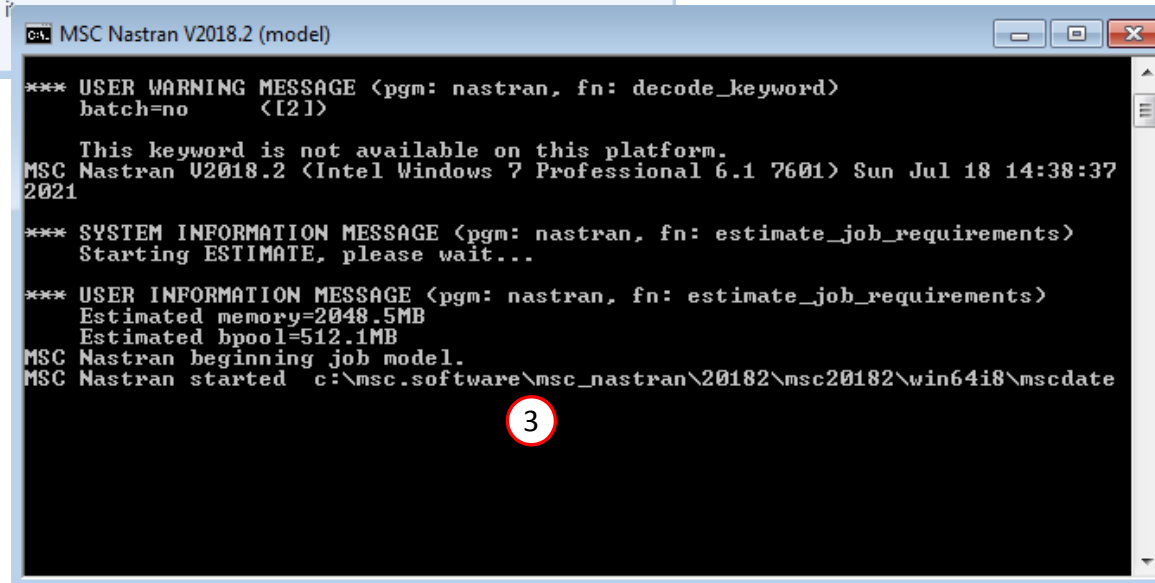 MSC Nastran V2018.2 (model)
*** USER WARNING MESSAGE (pgm: nastran, fn: decode_keyword)
batch=no ([2])
This keyword is not available on this platform.
MSC Nastran V2018.2 (Intel Windows 7 Professional 6.1 7601) Sun Jul 18 14:38:37
2021
*** SYSTEM INFORMATION MESSAGE (pgm: nastran, fn: estimate_job_requirements)
Starting ESTIMATE, please wait...
*** USER INFORMATION MESSAGE (pgm: nastran, fn: estimate_job_requirements)
Estimated memory=2048.5MB
Estimated bpool=512.1MB
MSC Nastran beginning job model.
MSC Nastran started c:\msc.software\msc_nastran\20182\msc20182\win64i8\mscdate
3